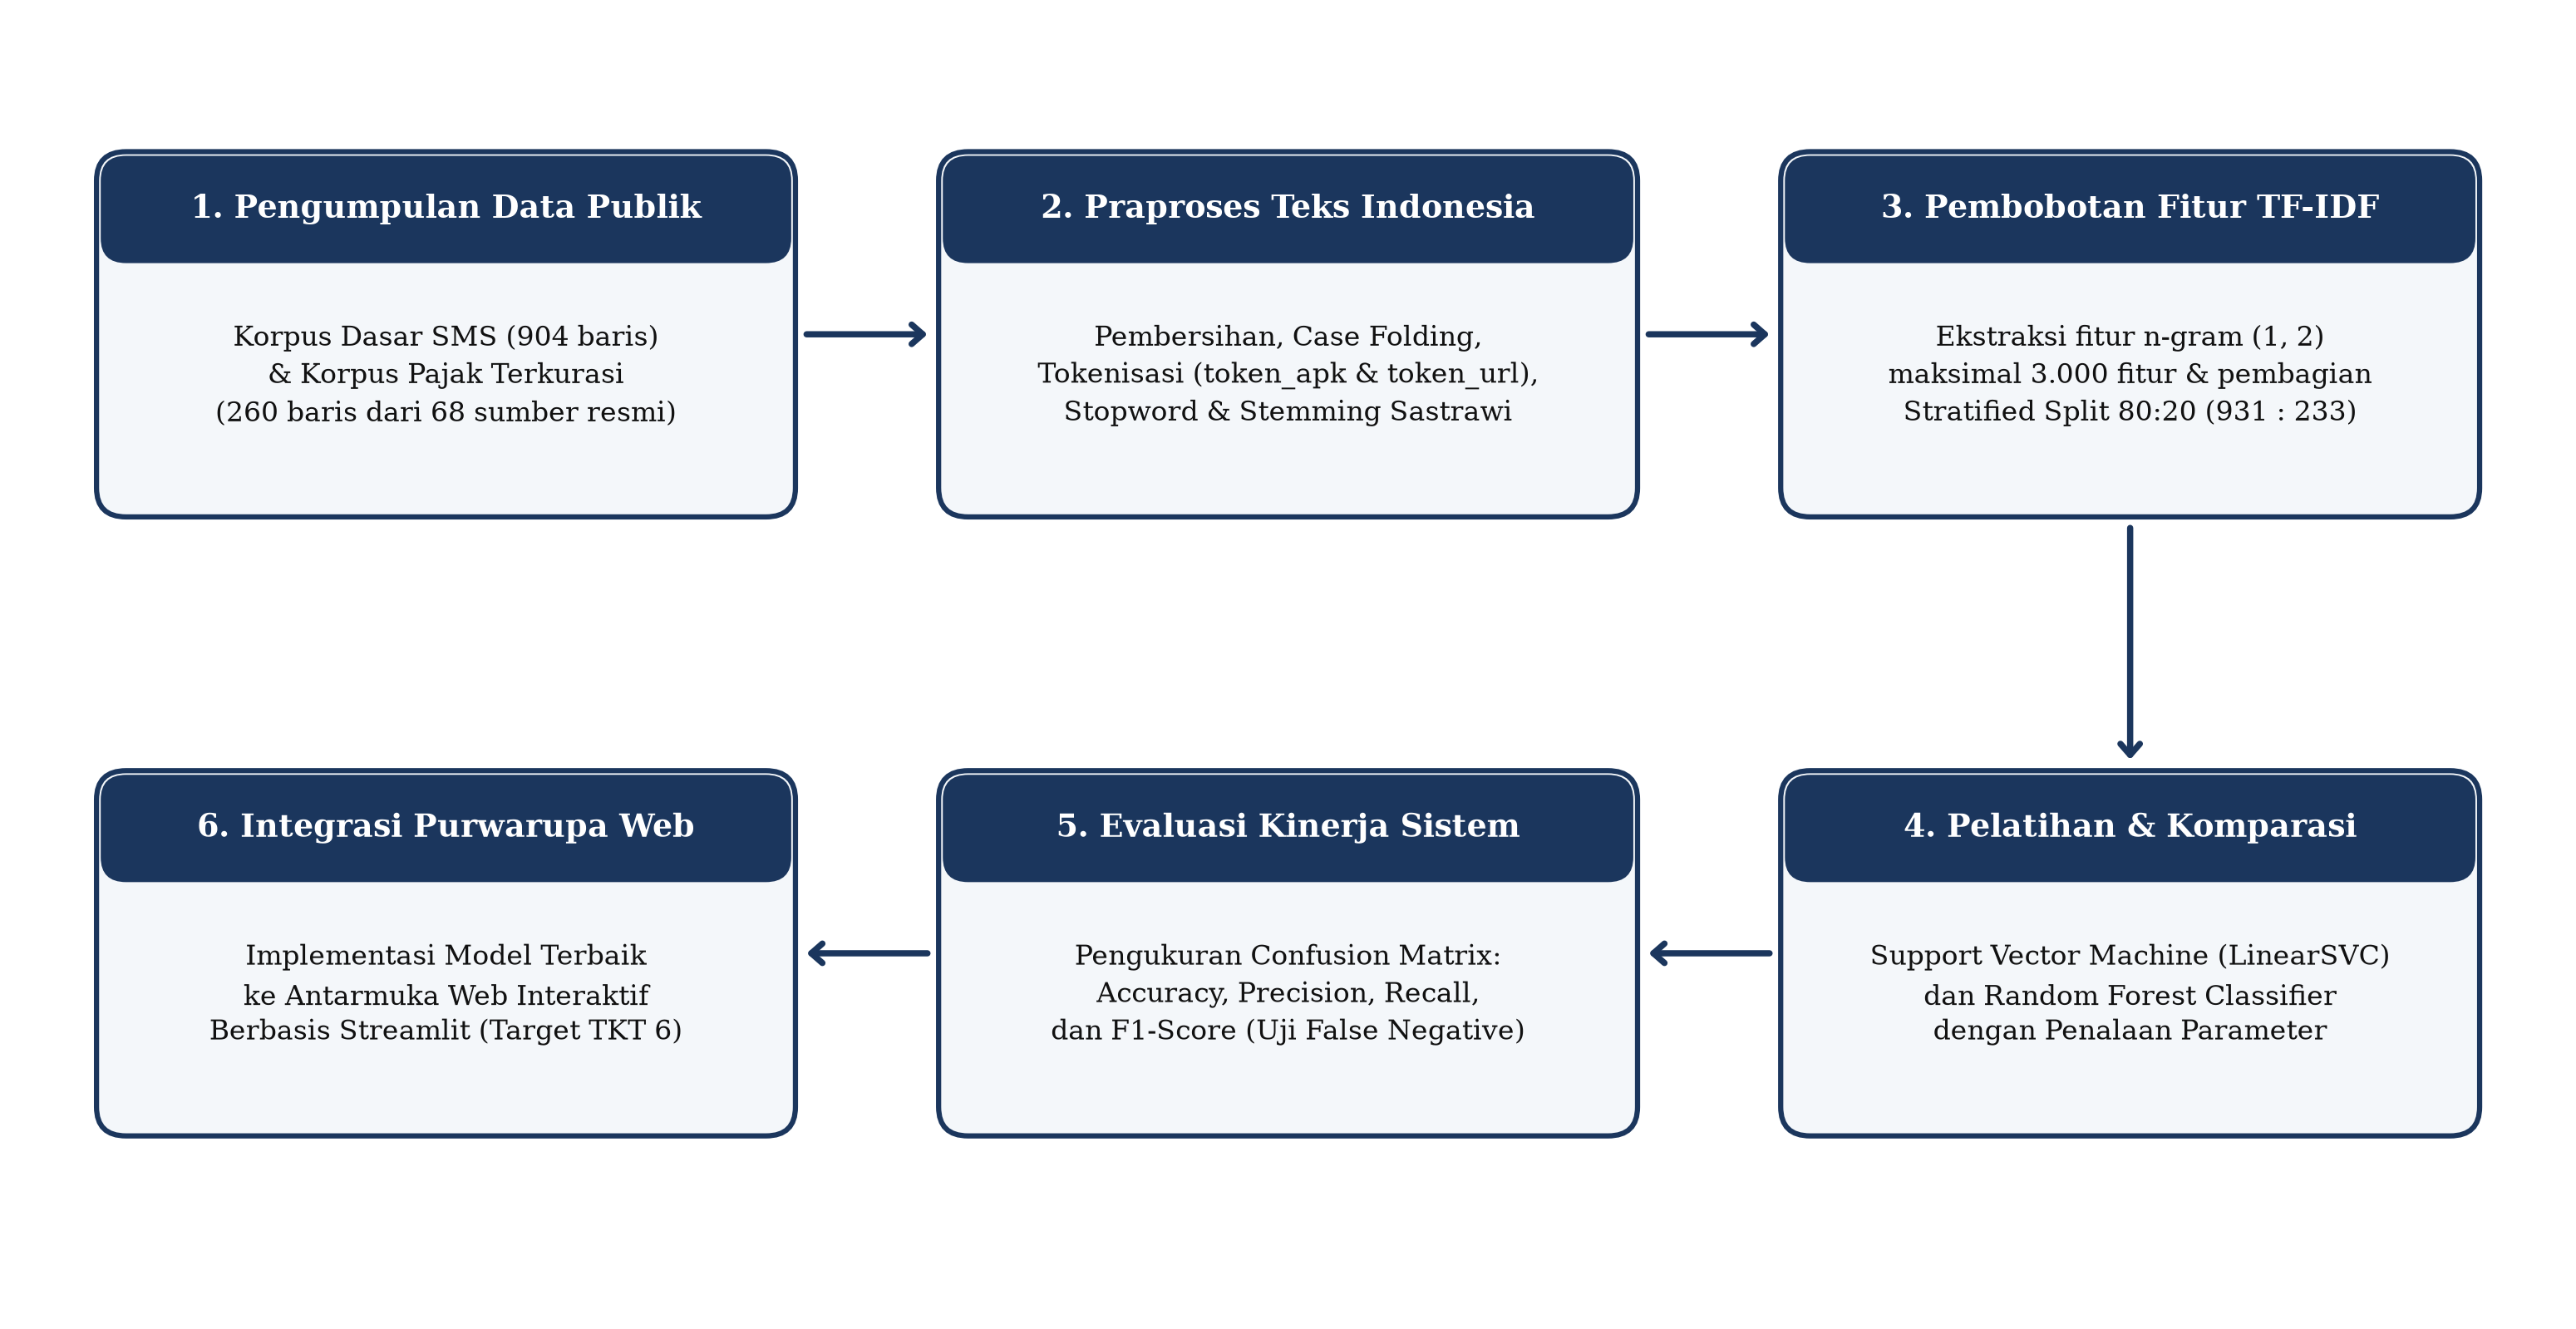 1. Pengumpulan Data Publik
Korpus Dasar SMS (904 baris)
& Korpus Pajak Terkurasi
(260 baris dari 68 sumber resmi)
2. Praproses Teks Indonesia
Pembersihan, Case Folding,
Tokenisasi (token_apk & token_url),
Stopword & Stemming Sastrawi
3. Pembobotan Fitur TF-IDF
Ekstraksi fitur n-gram (1, 2)
maksimal 3.000 fitur & pembagian
Stratified Split 80:20 (931 : 233)
4. Pelatihan & Komparasi
Support Vector Machine (LinearSVC)
dan Random Forest Classifier
dengan Penalaan Parameter
5. Evaluasi Kinerja Sistem
Pengukuran Confusion Matrix:
Accuracy, Precision, Recall,
dan F1-Score (Uji False Negative)
6. Integrasi Purwarupa Web
Implementasi Model Terbaik
ke Antarmuka Web Interaktif
Berbasis Streamlit (Target TKT 6)